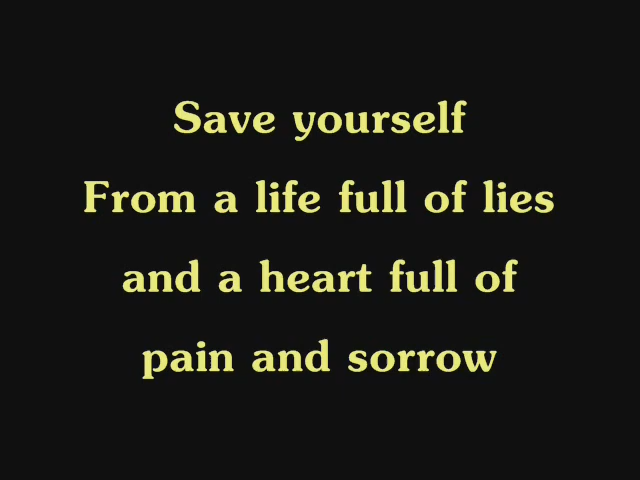 Save yourself
From a life full of lies
and a heart full of
pain and sorrow